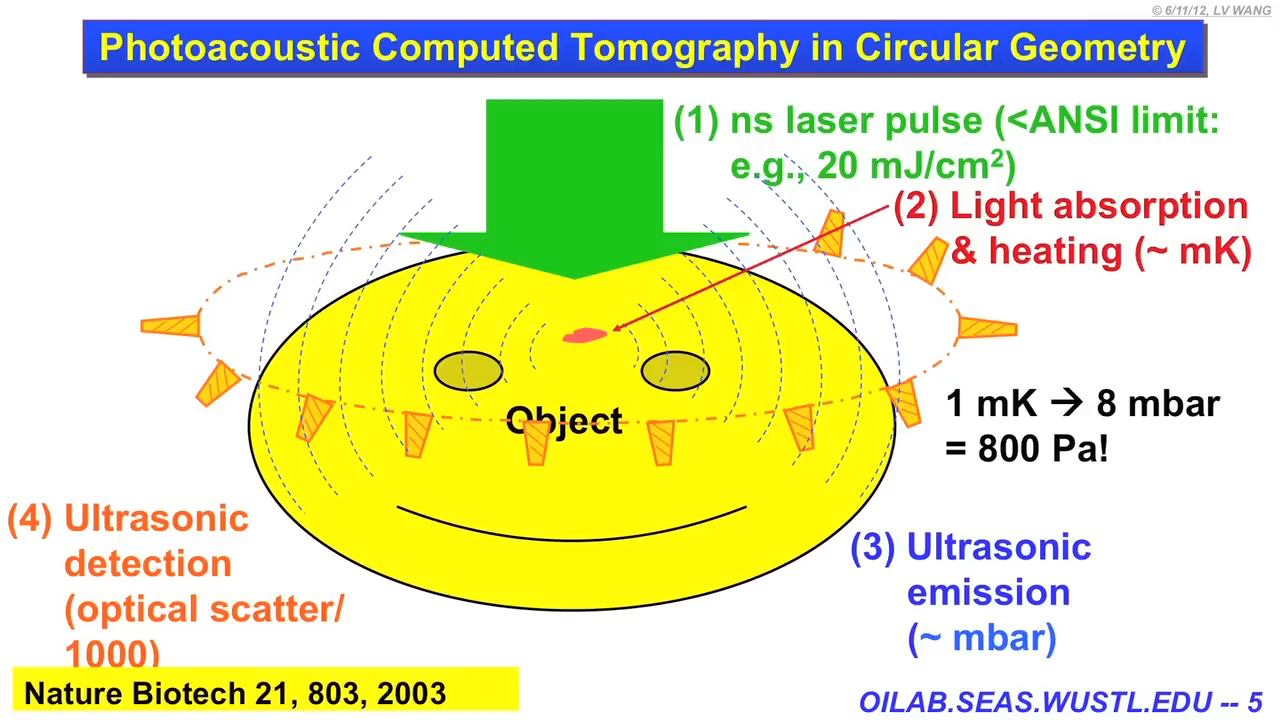 © 6/11/12, LV WANG
Photoacoustic Computed Tomography in Circular Geometry
(1) ns laser pulse (<ANSI limit:
e.g., 20 mJ/cm²)
(2) Light absorption
& heating (~ mK)
Object
1 mK → 8 mbar
= 800 Pa!
(4) Ultrasonic
detection
(optical scatter/
1000)
(3) Ultrasonic
emission
(~ mbar)
Nature Biotech 21, 803, 2003
OILAB.SEAS.WUSTL.EDU -- 5